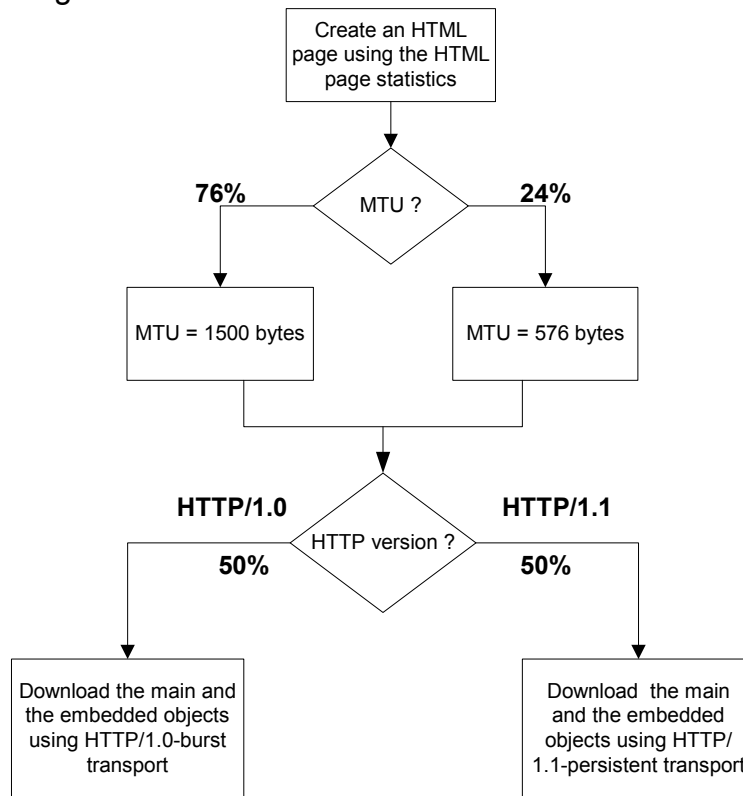 Create an HTML
page using the HTML
page statistics
76%
24%
MTU ?
MTU = 1500 bytes
MTU = 576 bytes
HTTP/1.0
HTTP/1.1
HTTP version ?
50%
50%
Download the main and
the embedded objects
using HTTP/1.0-burst
transport
Download the main
and the embedded
objects using HTTP/
1.1-persistent transport